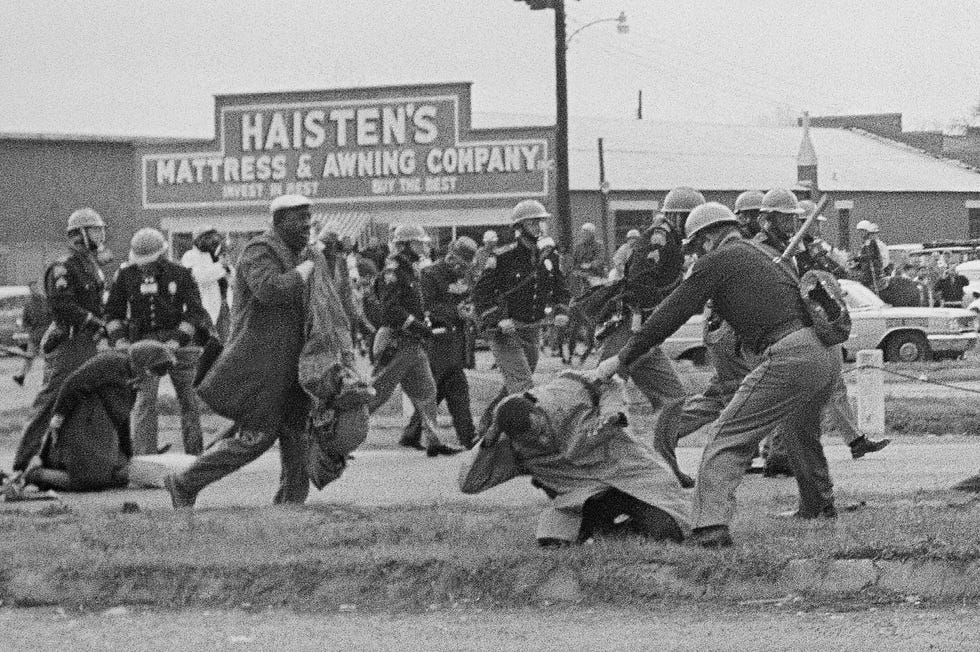 HAISTEN'S
MATTRESS & AWNING COMPANY
INVEST IN REST BUY THE BEST